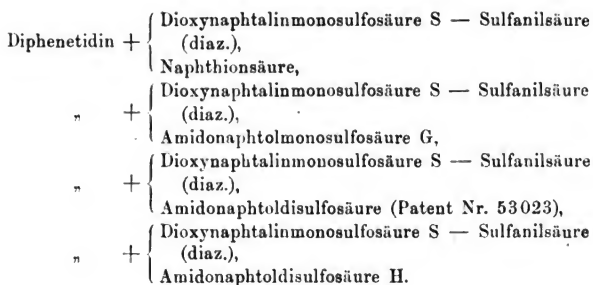 Diphenetidin + Dioxynaphtalinmonosulfosäure S — Sulfanilsäure
(diaz.),
Naphthionsäure,
„ + Dioxynaphtalinmonosulfosäure S — Sulfanilsäure
(diaz.),
Amidonaphtolmonosulfosäure G,
„ + Dioxynaphtalinmonosulfosäure S — Sulfanilsäure
(diaz.),
Amidonaphtoldisulfosäure (Patent Nr. 53023),
„ + Dioxynaphtalinmonosulfosäure S — Sulfanilsäure
(diaz.),
Amidonaphtoldisulfosäure H.